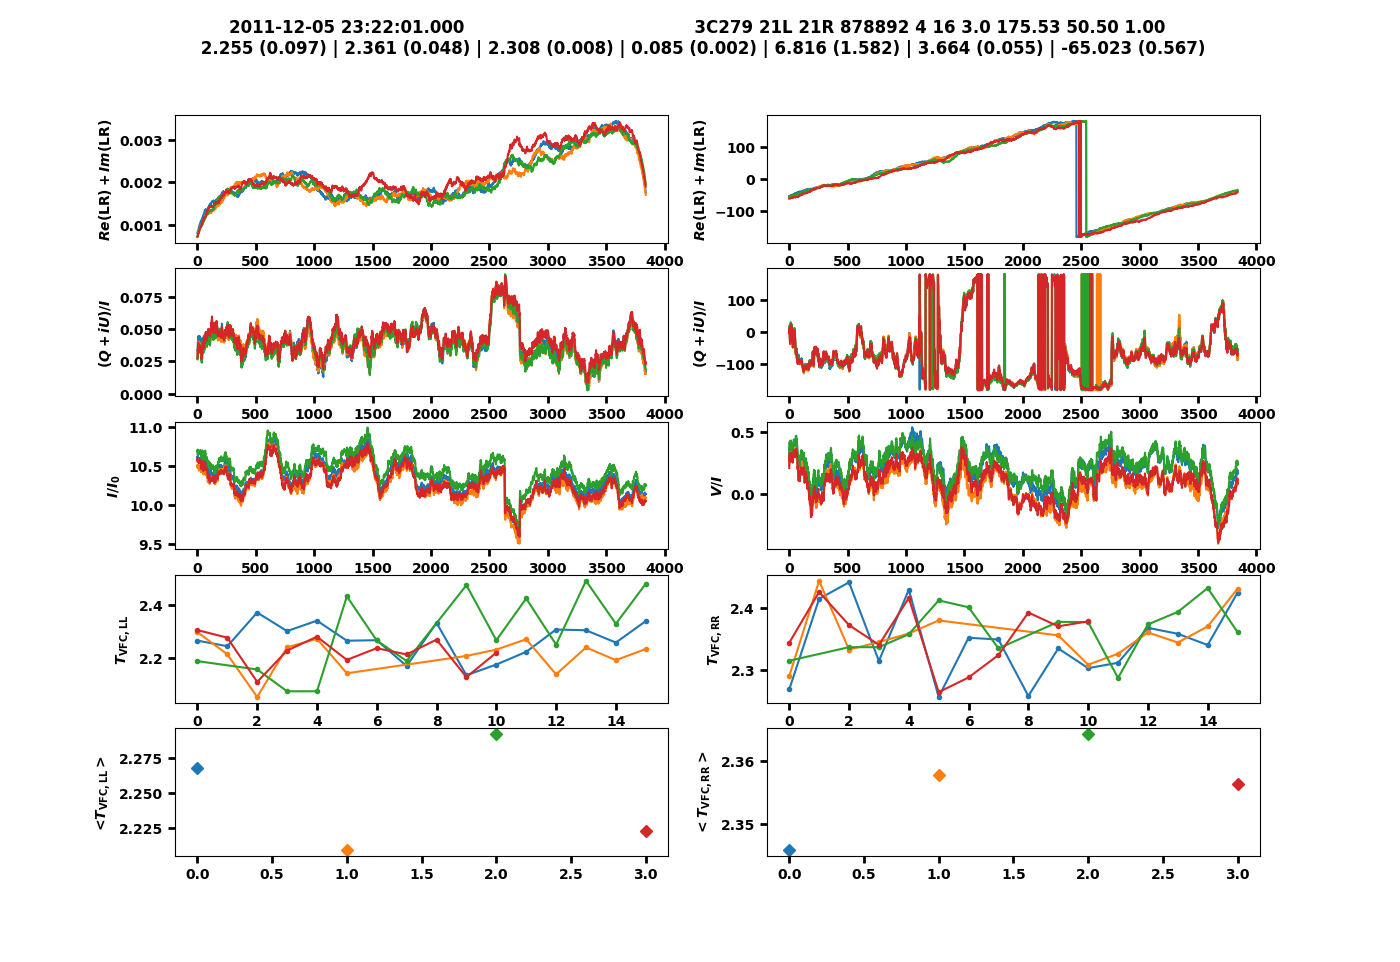 2011-12-05 23:22:01.000 3C279 21L 21R 878892 4 16 3.0 175.53 50.50 1.00
2.255 (0.097) | 2.361 (0.048) | 2.308 (0.008) | 0.085 (0.002) | 6.816 (1.582) | 3.664 (0.055) | -65.023 (0.567)
Re(LR) + Im(LR)
0.003
0.002
0.001
0 500 1000 1500 2000 2500 3000 3500 4000
Re(LR) + Im(LR)
100
0
−100
0 500 1000 1500 2000 2500 3000 3500 4000
(Q + iU)/I
0.075
0.050
0.025
0.000
0 500 1000 1500 2000 2500 3000 3500 4000
(Q + iU)/I
100
0
−100
0 500 1000 1500 2000 2500 3000 3500 4000
I/I0
11.0
10.5
10.0
9.5
0 500 1000 1500 2000 2500 3000 3500 4000
V/I
0.5
0.0
0 500 1000 1500 2000 2500 3000 3500 4000
TVFC, LL
2.4
2.2
0 2 4 6 8 10 12 14
TVFC, RR
2.4
2.3
0 2 4 6 8 10 12 14
<TVFC, LL >
2.275
2.250
2.225
0.0 0.5 1.0 1.5 2.0 2.5 3.0
< TVFC, RR >
2.36
2.35
0.0 0.5 1.0 1.5 2.0 2.5 3.0